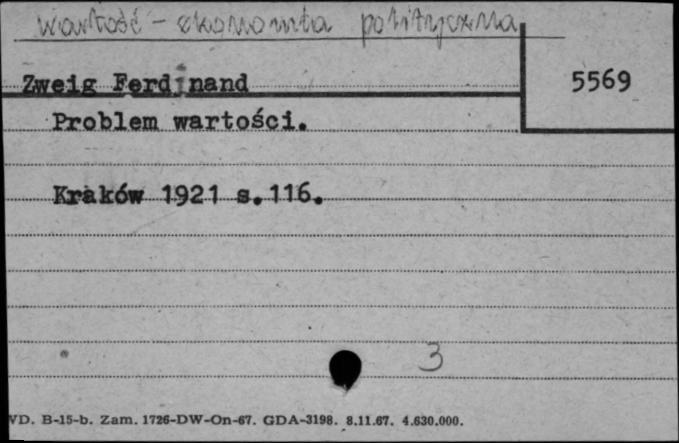 wartość - ekonomia polityczna
Zweig Ferdinand
5569
Problem wartości.
Kraków 1921 s.116.
3
VD. B-15-b. Zam. 1726-DW-On-67. GDA-3198. 8.11.67. 4.630.000.